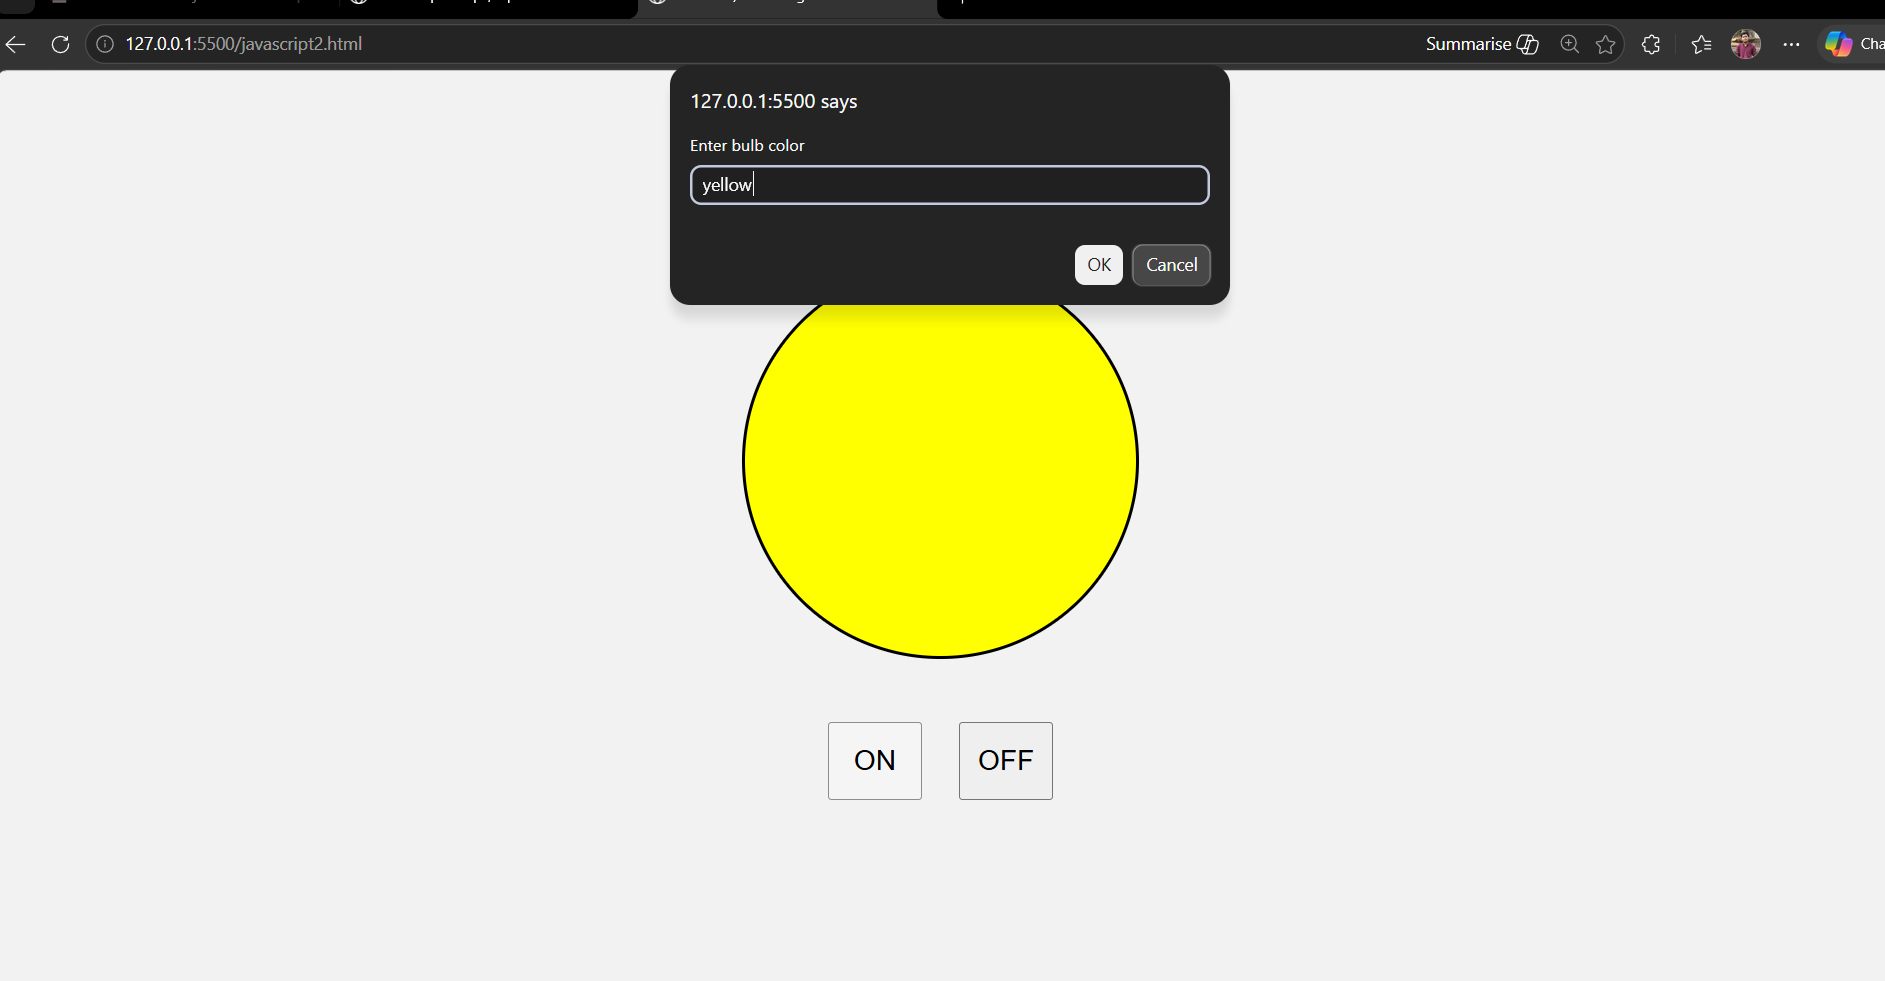 127.0.0.1:5500/javascript2.html
Summarise
127.0.0.1:5500 says
Enter bulb color
yellow
OK
Cancel
ON
OFF